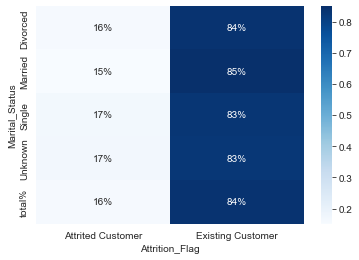 Marital_Status
Divorced 16% 84%
Married 15% 85%
Single 17% 83%
Unknown 17% 83%
total% 16% 84%
Attrited Customer Existing Customer
Attrition_Flag
0.8
0.7
0.6
0.5
0.4
0.3
0.2